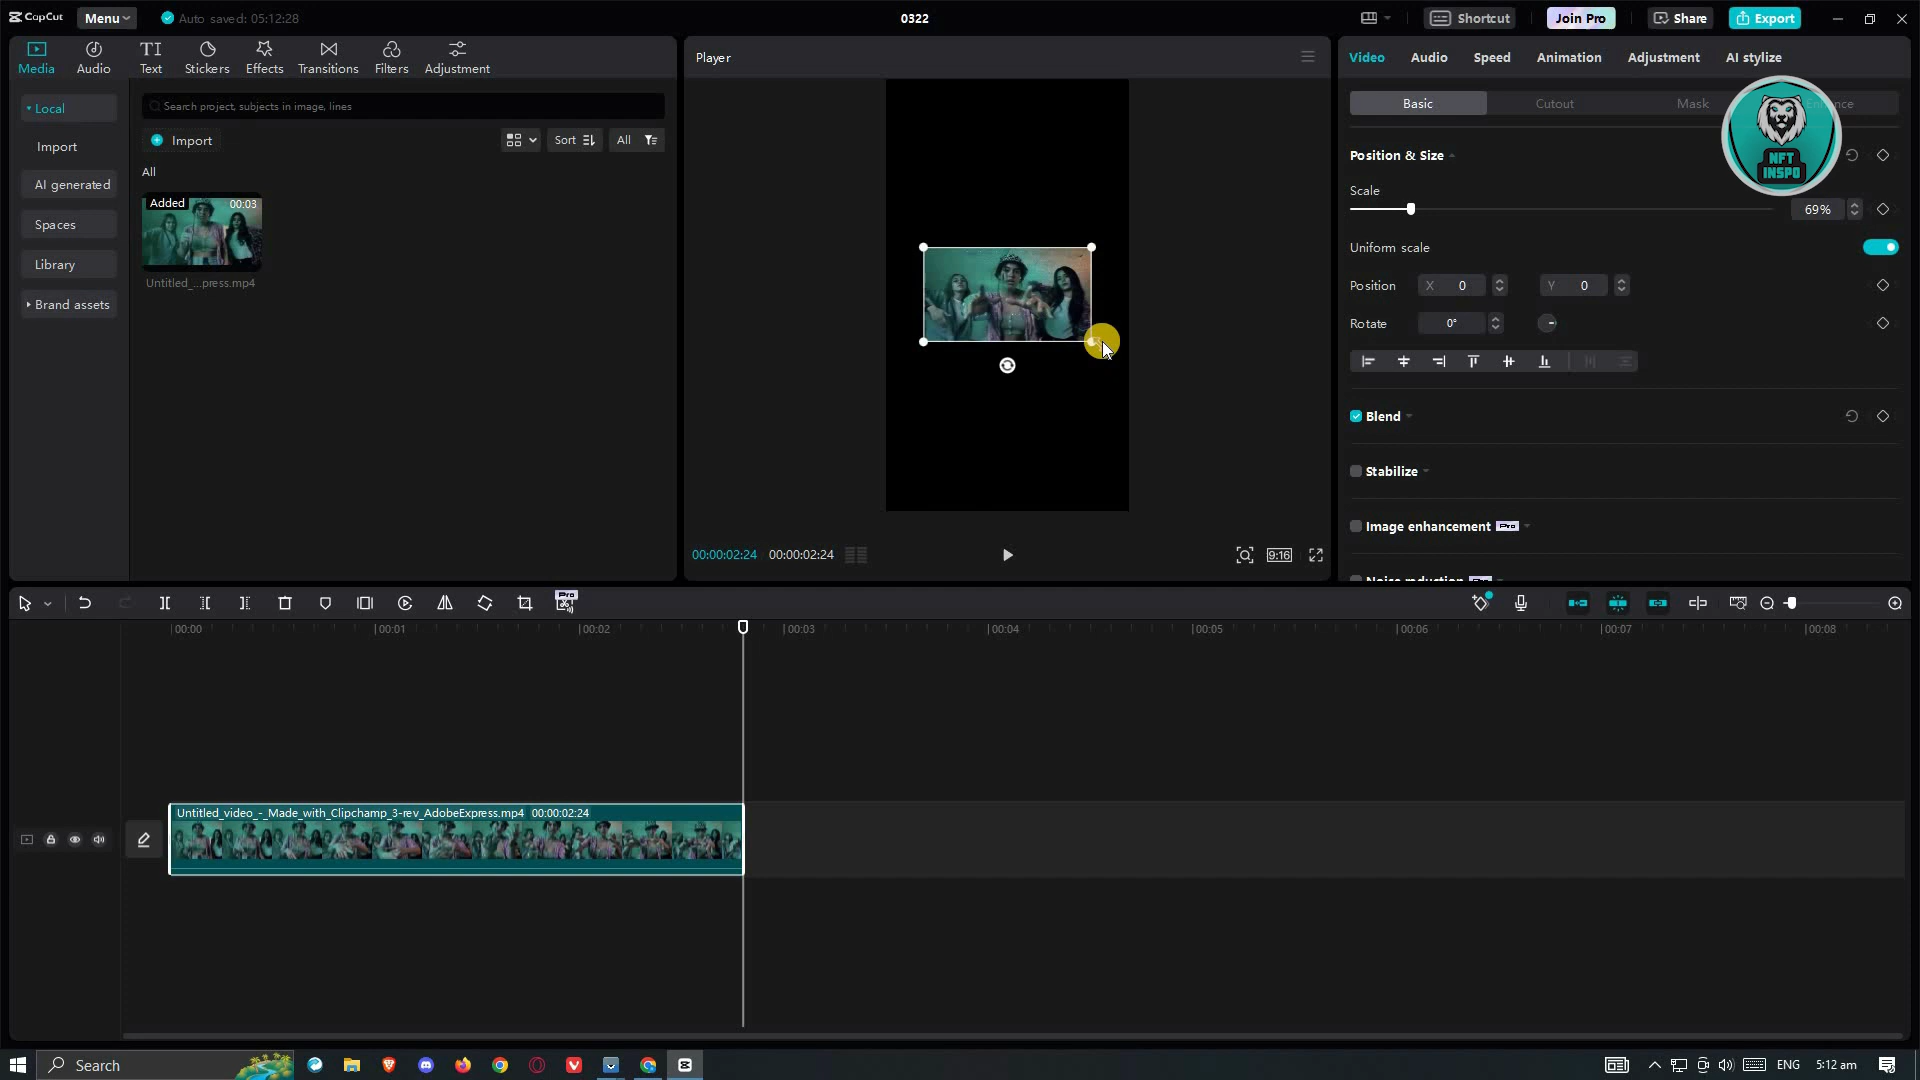 CapCut
Menu
Auto saved: 05:12:28
0322
Shortcut
Join Pro
Share
Export
Media
Audio
TI
Text
Stickers
Effects
Transitions
Filters
Adjustment
Local
Import
AI generated
Spaces
Library
Brand assets
Search project, subjects in image, lines
Import
Sort
All
All
Added
00:03
Untitled_...press.mp4
Player
00:00:02:24
00:00:02:24
9:16
Video
Audio
Speed
Animation
Adjustment
AI stylize
Basic
Cutout
Mask
NFT
INSPO
Position & Size
Scale
69%
Uniform scale
Position
X
0
Y
0
Rotate
0°
Blend
Stabilize
Image enhancement
Pro
Noise reduction
Pro
Pro
00:00
00:01
00:02
00:03
00:04
00:05
00:06
00:07
00:08
Untitled_video_-_Made_with_Clipchamp_3-rev_AdobeExpress.mp4
00:00:02:24
Search
ENG
5:12 am